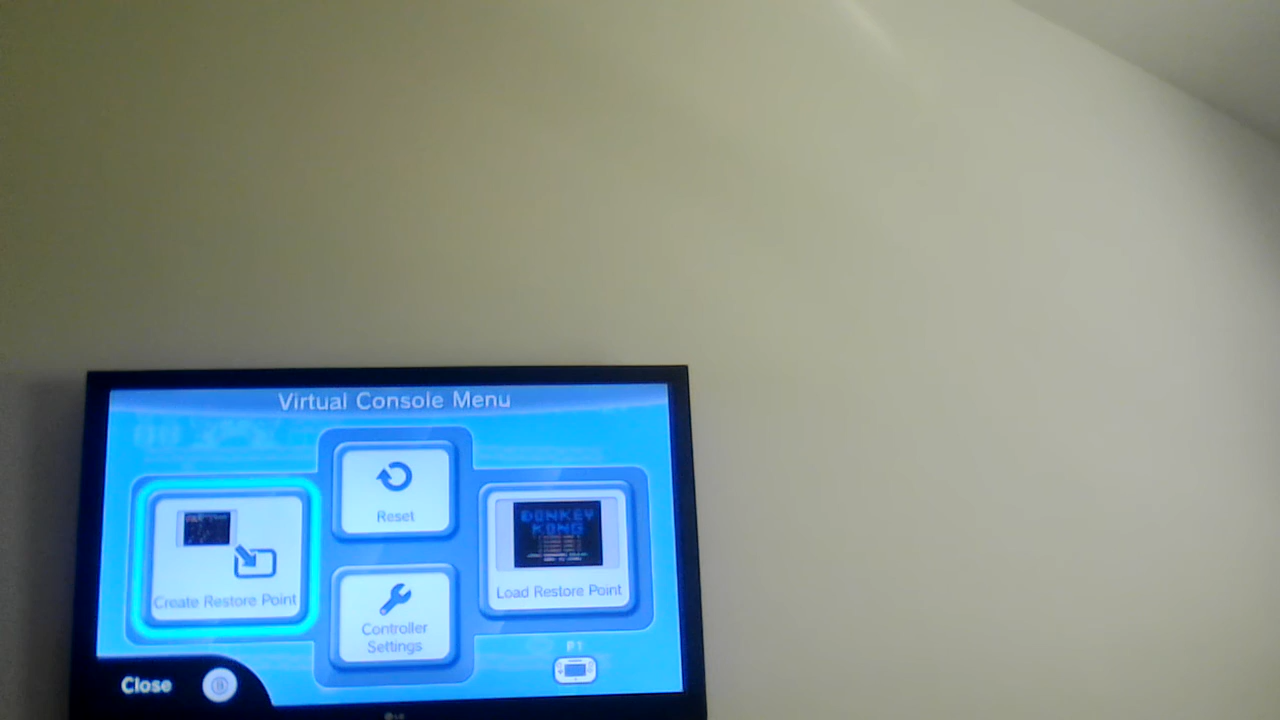 Virtual Console Menu
Reset
Create Restore Point
DONKEY
KONG
Load Restore Point
Controller
Settings
P1
Close
B
LG